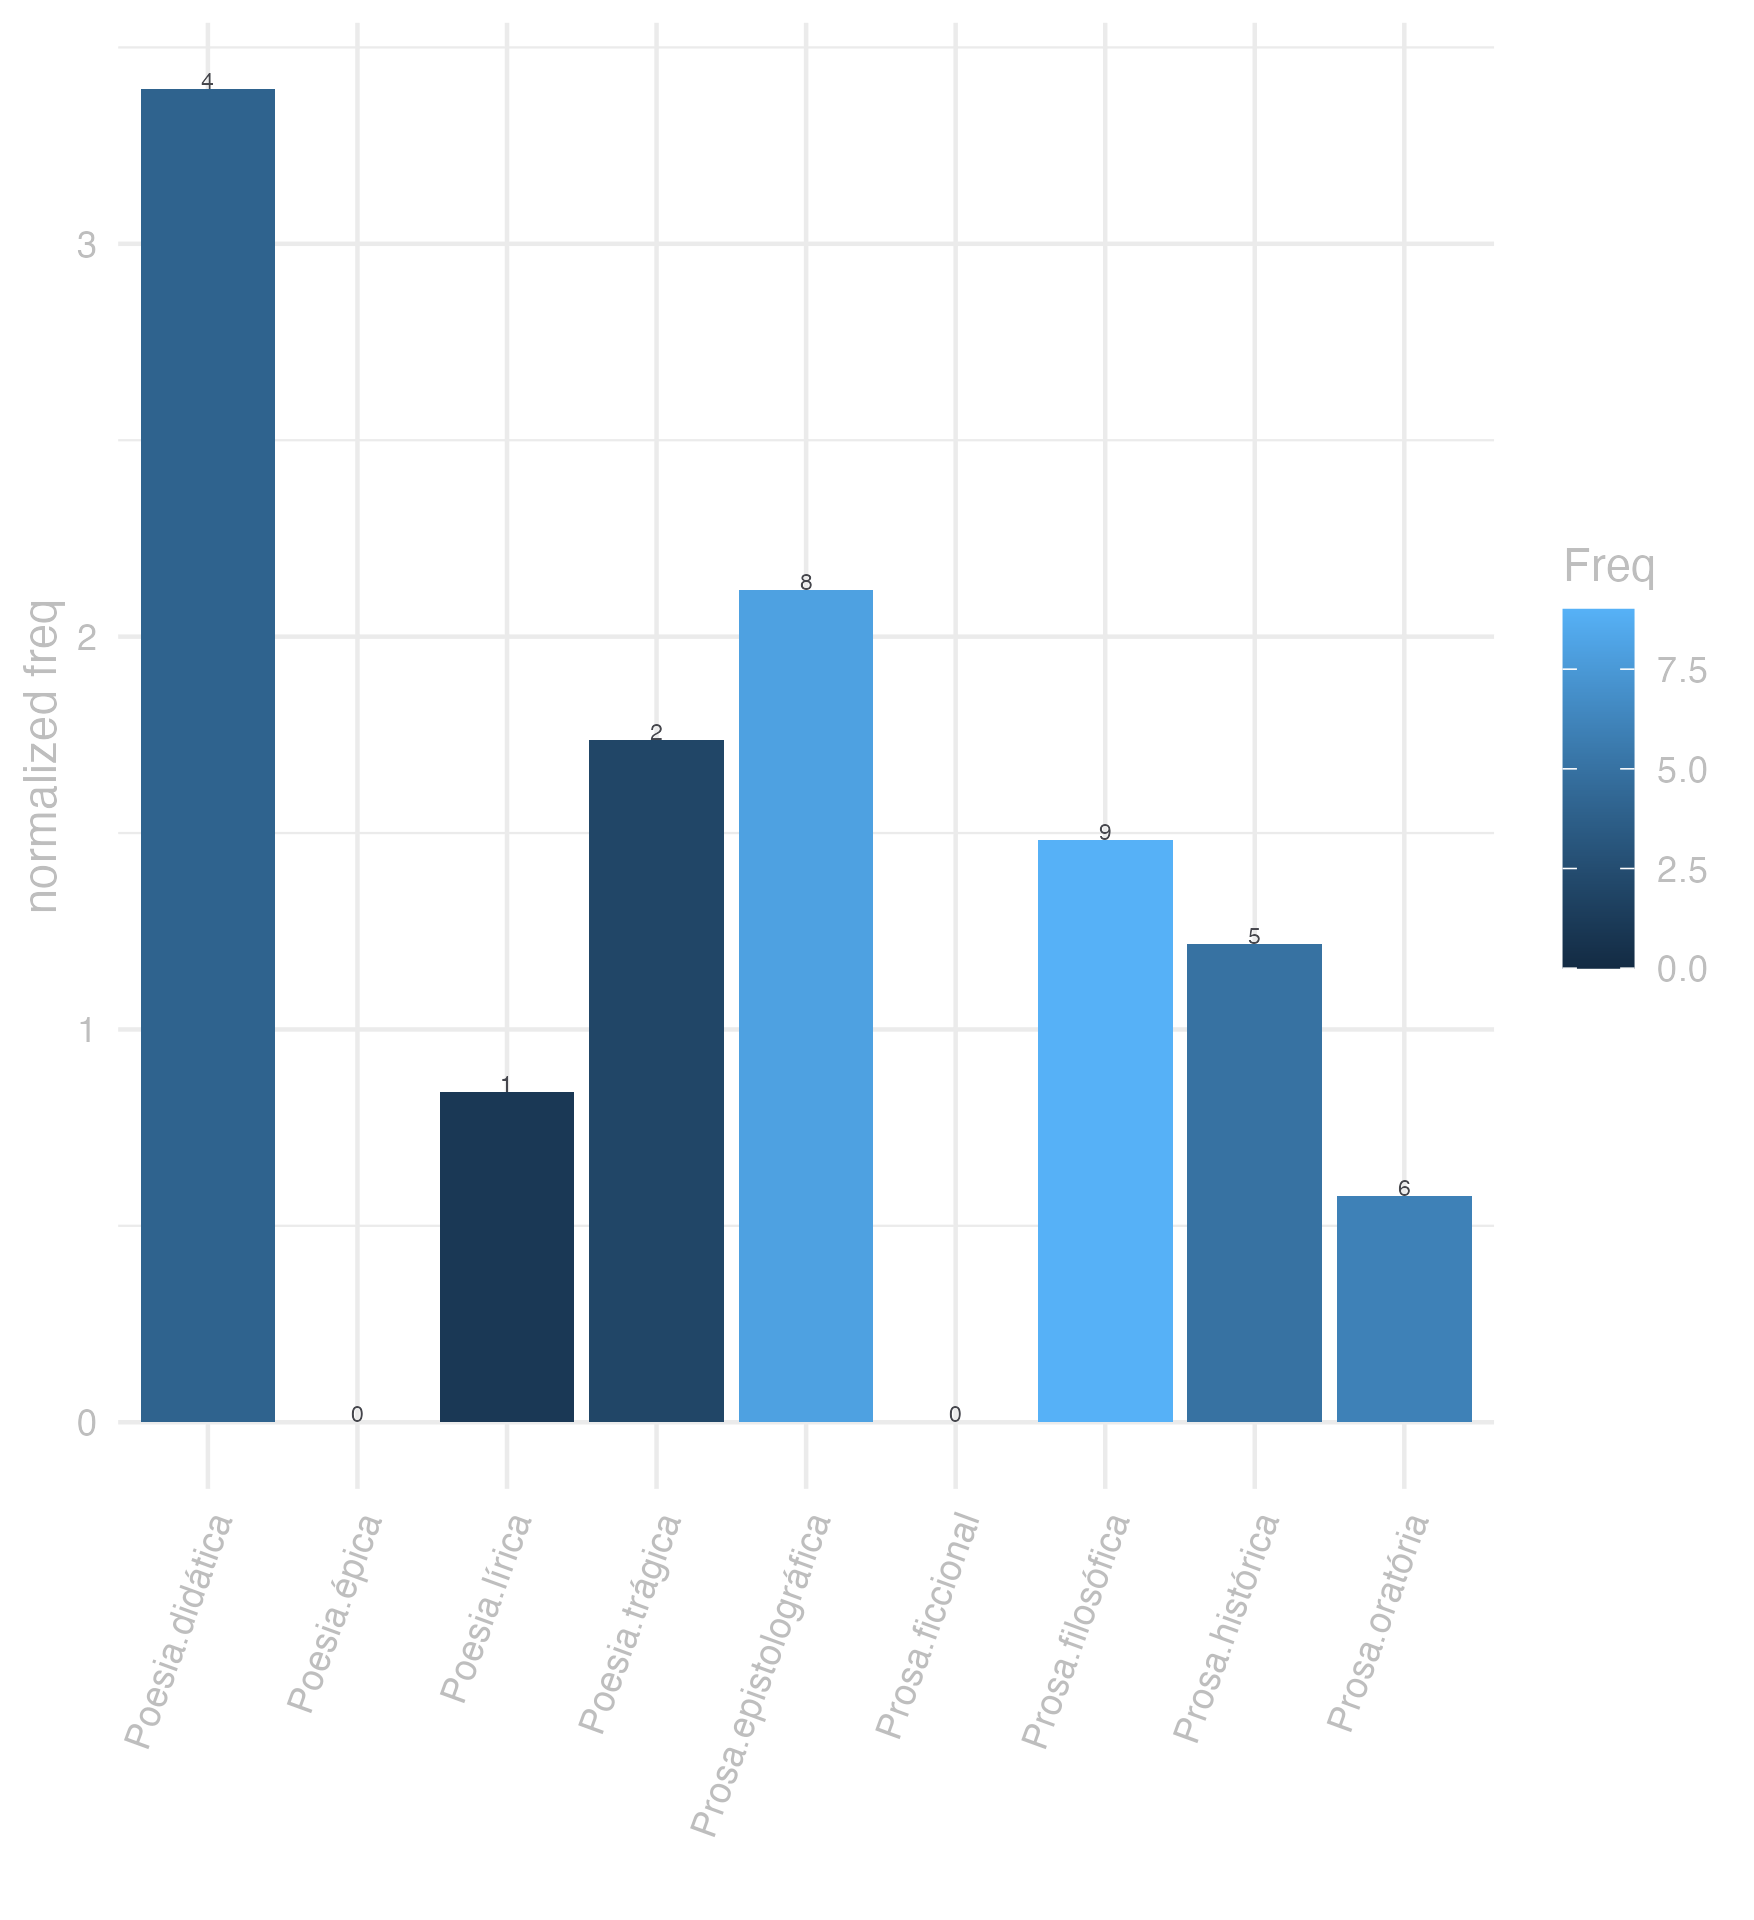 4
3
8
2
2
9
5
1
1
6
0
0
0
normalized freq
Freq
7.5
5.0
2.5
0.0
Poesia.didática
Poesia.épica
Poesia.lírica
Poesia.trágica
Prosa.epistolográfica
Prosa.ficcional
Prosa.filosófica
Prosa.histórica
Prosa.oratória